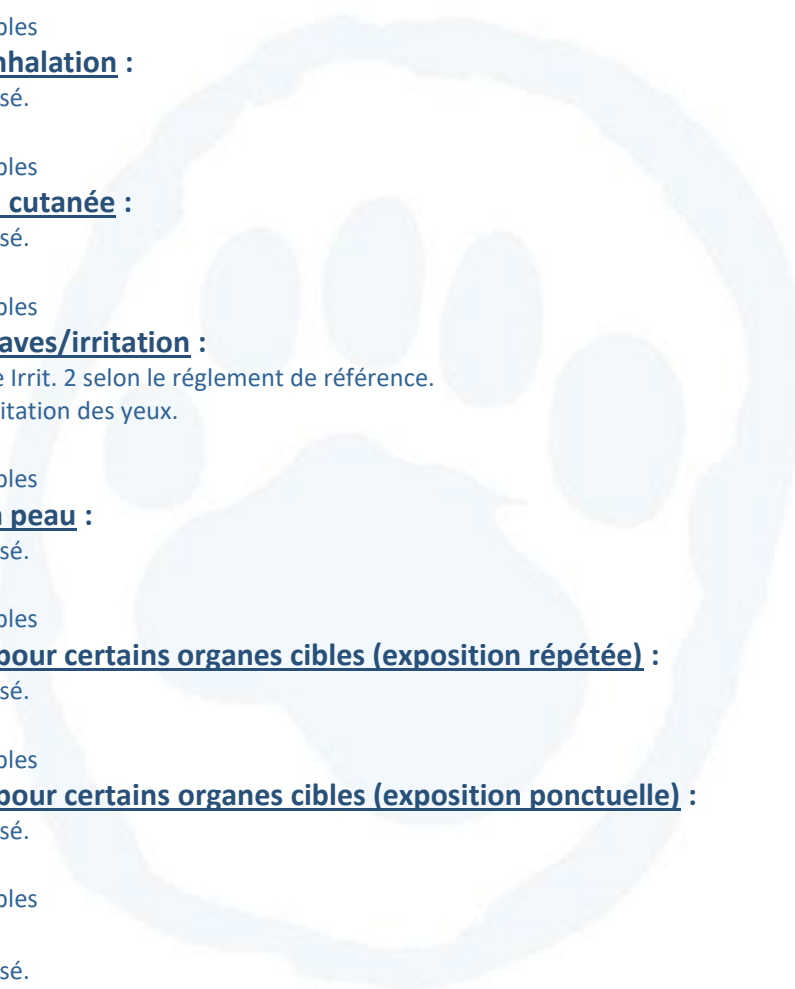 bles
nhalation :
sé.
bles
cutanée :
sé.
bles
aves/irritation :
e Irrit. 2 selon le réglement de référence.
itation des yeux.
bles
peau :
sé.
bles
pour certains organes cibles (exposition répétée) :
sé.
bles
pour certains organes cibles (exposition ponctuelle) :
sé.
bles
sé.